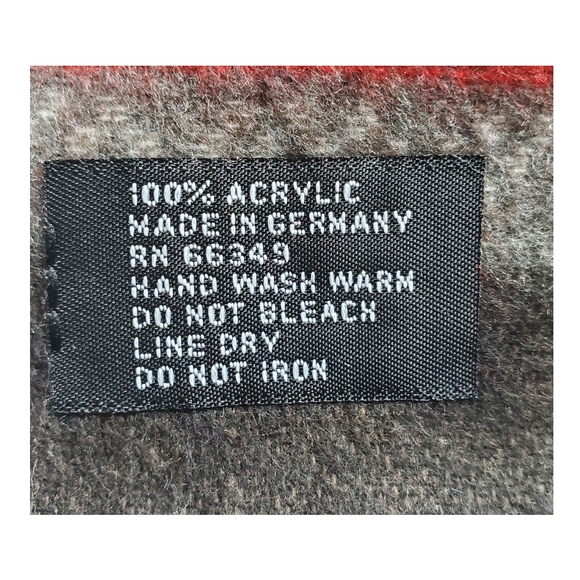 100% ACRYLIC
MADE IN GERMANY
RN 66349
HAND WASH WARM
DO NOT BLEACH
LINE DRY
DO NOT IRON